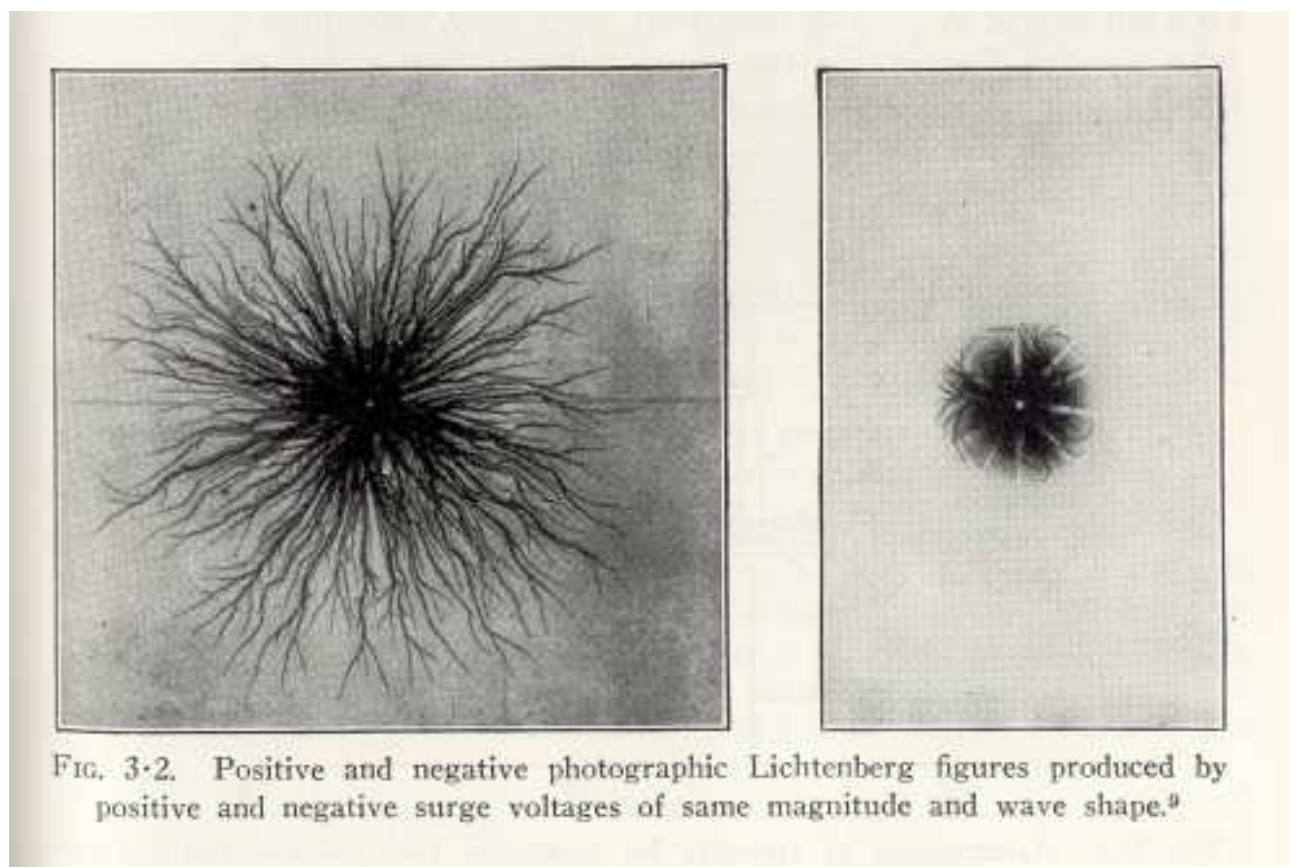 FIG. 3·2. Positive and negative photographic Lichtenberg figures produced by
positive and negative surge voltages of same magnitude and wave shape.⁹